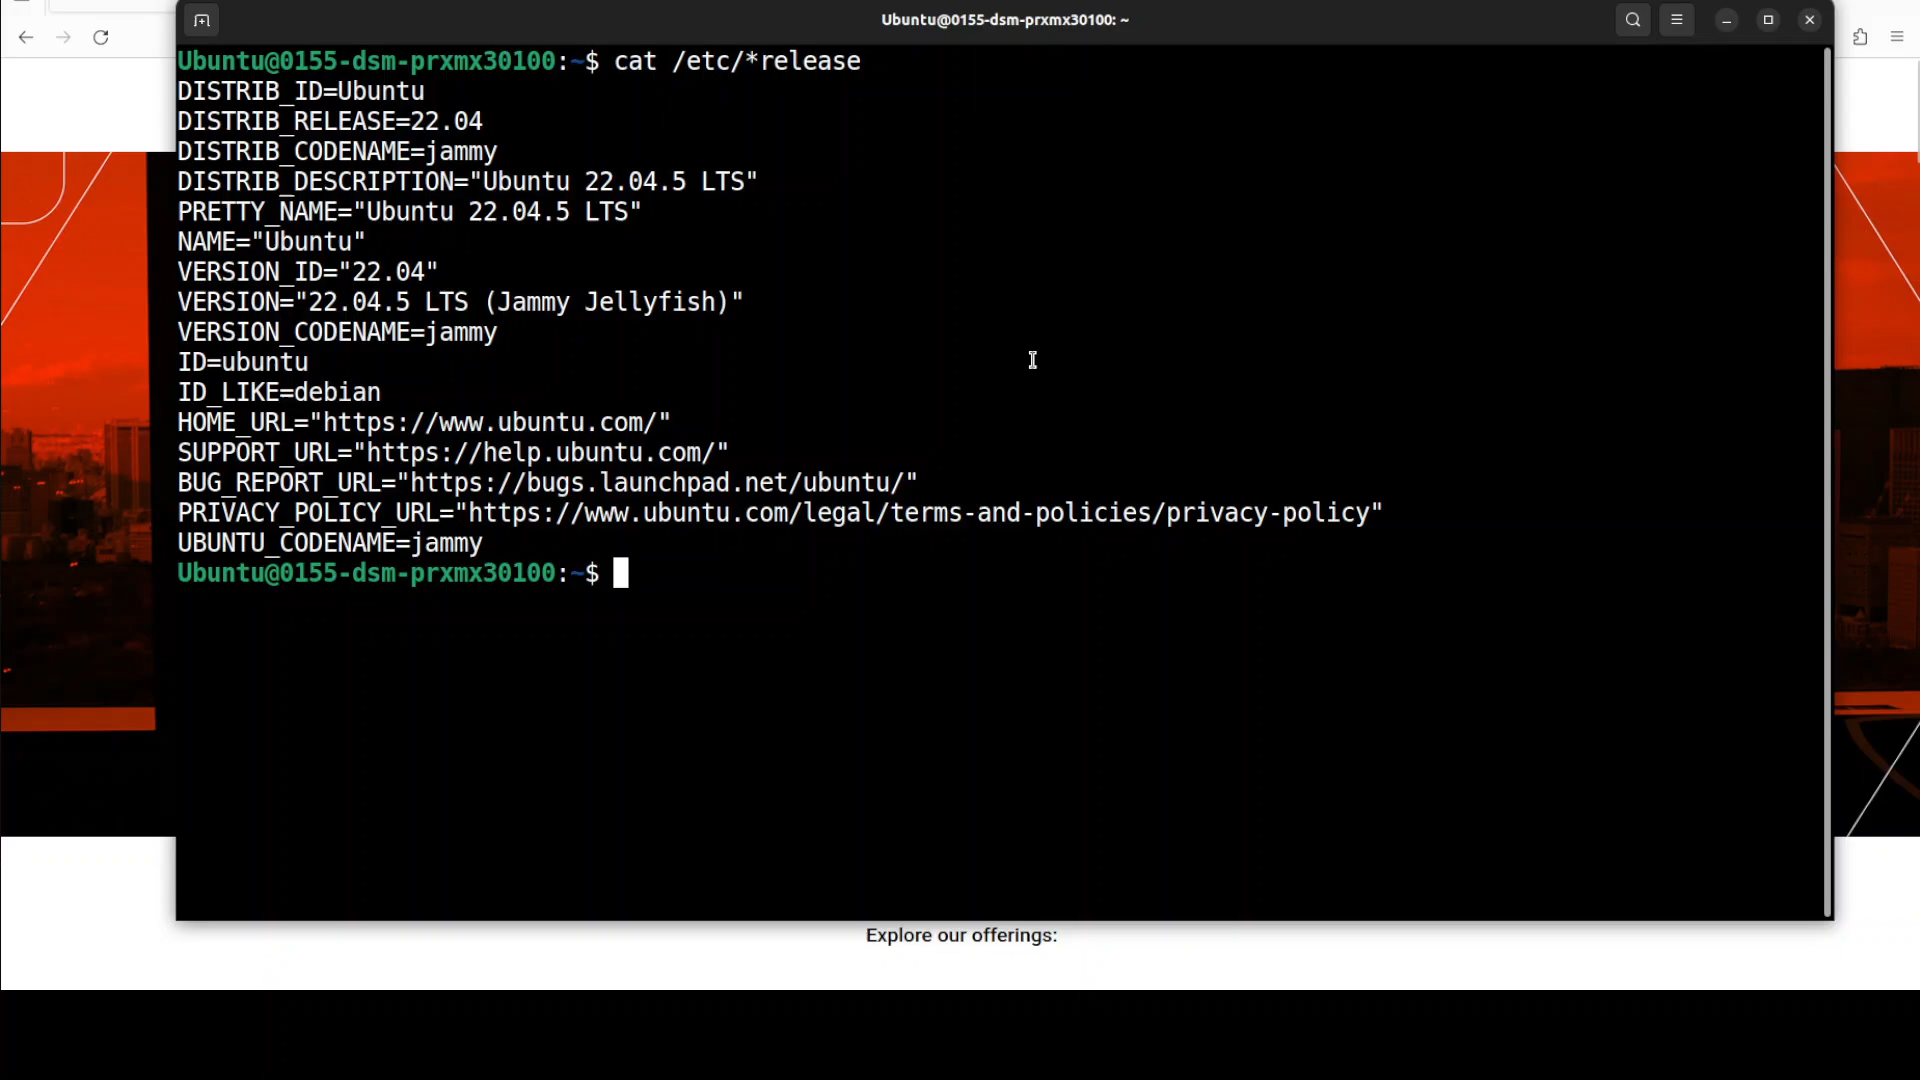 Ubuntu@0155-dsm-prxmx30100: ~
Ubuntu@0155-dsm-prxmx30100:~$ cat /etc/*release
DISTRIB_ID=Ubuntu
DISTRIB_RELEASE=22.04
DISTRIB_CODENAME=jammy
DISTRIB_DESCRIPTION="Ubuntu 22.04.5 LTS"
PRETTY_NAME="Ubuntu 22.04.5 LTS"
NAME="Ubuntu"
VERSION_ID="22.04"
VERSION="22.04.5 LTS (Jammy Jellyfish)"
VERSION_CODENAME=jammy
ID=ubuntu
ID_LIKE=debian
HOME_URL="https://www.ubuntu.com/"
SUPPORT_URL="https://help.ubuntu.com/"
BUG_REPORT_URL="https://bugs.launchpad.net/ubuntu/"
PRIVACY_POLICY_URL="https://www.ubuntu.com/legal/terms-and-policies/privacy-policy"
UBUNTU_CODENAME=jammy
Ubuntu@0155-dsm-prxmx30100:~$
Explore our offerings: